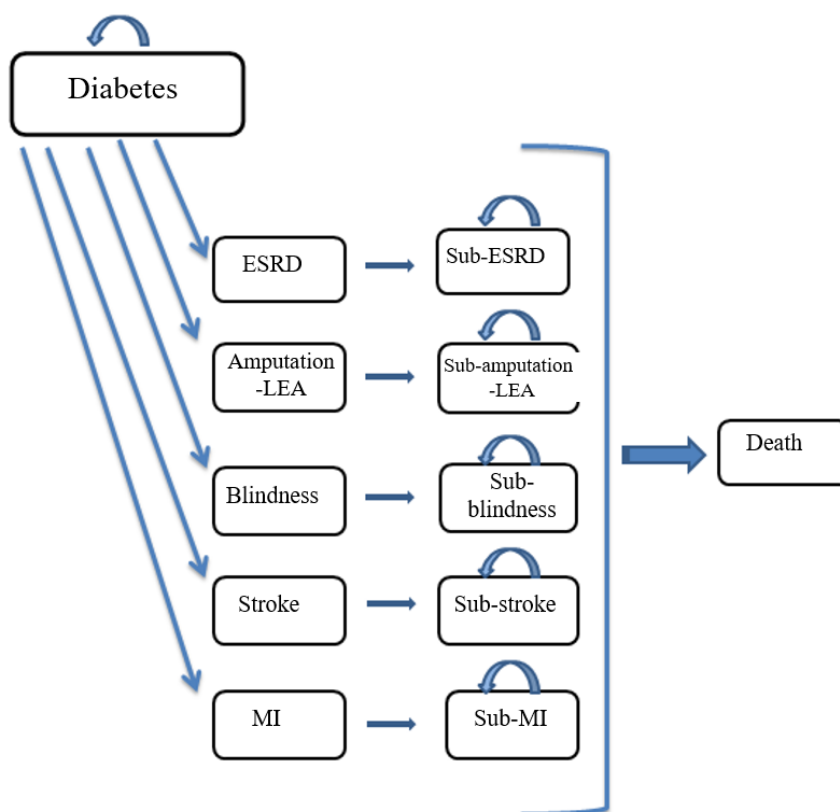 Diabetes
ESRD
Sub-ESRD
Amputation
-LEA
Sub-amputation
-LEA
Death
Blindness
Sub-
blindness
Stroke
Sub-stroke
MI
Sub-MI